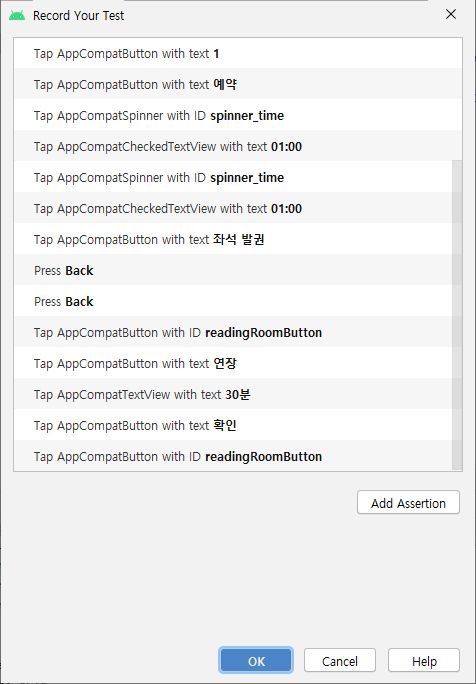 Record Your Test
Tap AppCompatButton with text 1
Tap AppCompatButton with text 예약
Tap AppCompatSpinner with ID spinner_time
Tap AppCompatCheckedTextView with text 01:00
Tap AppCompatSpinner with ID spinner_time
Tap AppCompatCheckedTextView with text 01:00
Tap AppCompatButton with text 좌석 발권
Press Back
Press Back
Tap AppCompatButton with ID readingRoomButton
Tap AppCompatButton with text 연장
Tap AppCompatTextView with text 30분
Tap AppCompatButton with text 확인
Tap AppCompatButton with ID readingRoomButton
Add Assertion
OK Cancel Help